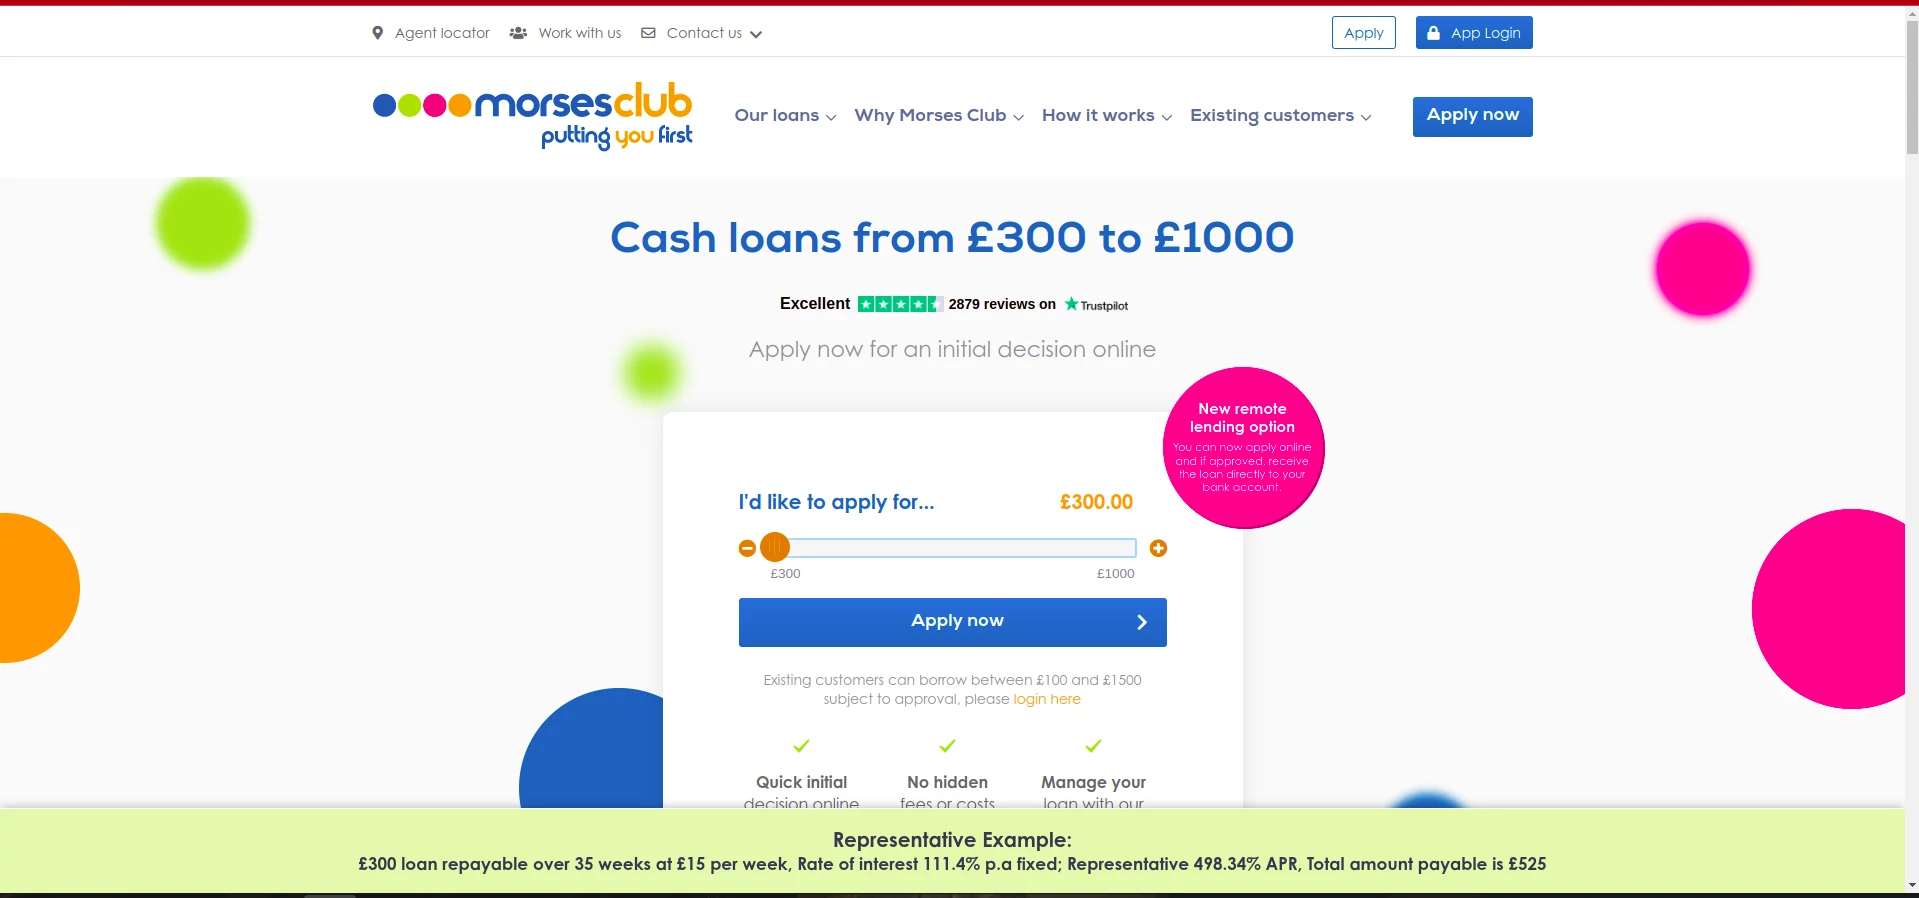 Agent locator
Work with us
Contact us
Apply
App Login
morsesclub
putting you first
Our loans
Why Morses Club
How it works
Existing customers
Apply now
Cash loans from £300 to £1000
Excellent 2879 reviews on Trustpilot
Apply now for an initial decision online
New remote
lending option
You can now apply online
and if approved, receive
the loan directly to your
bank account.
I'd like to apply for... £300.00
£300 £1000
Apply now
Existing customers can borrow between £100 and £1500
subject to approval, please login here
Quick initial
decision online
No hidden
fees or costs
Manage your
loan with our
Representative Example:
£300 loan repayable over 35 weeks at £15 per week, Rate of interest 111.4% p.a fixed; Representative 498.34% APR, Total amount payable is £525